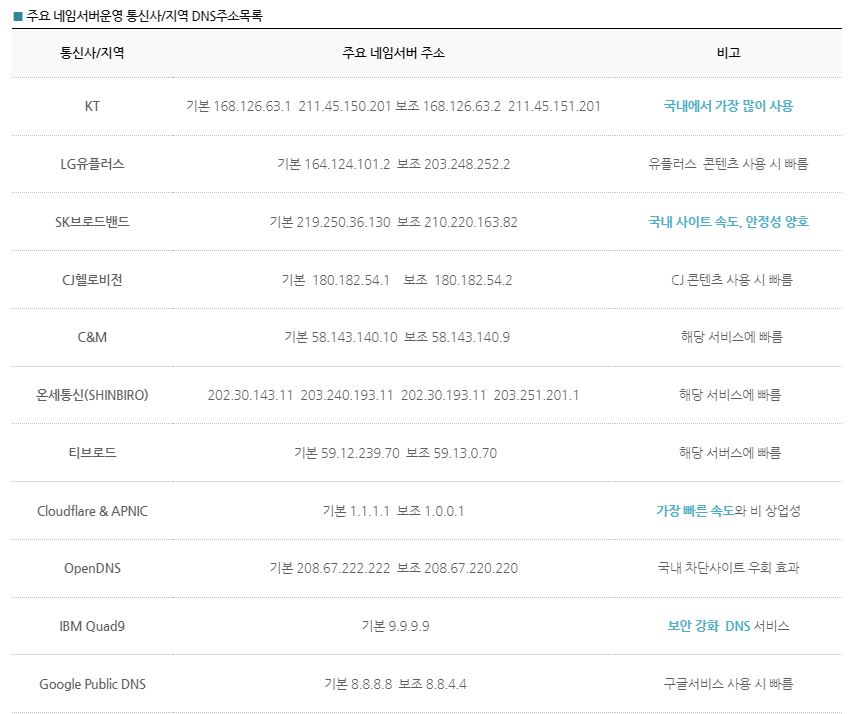 ■ 주요 네임서버운영 통신사/지역 DNS주소목록
통신사/지역 주요 네임서버 주소 비고
KT 기본 168.126.63.1 211.45.150.201 보조 168.126.63.2 211.45.151.201 국내에서 가장 많이 사용
LG유플러스 기본 164.124.101.2 보조 203.248.252.2 유플러스 콘텐츠 사용 시 빠름
SK브로드밴드 기본 219.250.36.130 보조 210.220.163.82 국내 사이트 속도, 안정성 양호
CJ헬로비전 기본 180.182.54.1 보조 180.182.54.2 CJ 콘텐츠 사용 시 빠름
C&M 기본 58.143.140.10 보조 58.143.140.9 해당 서비스에 빠름
온세통신(SHINBIRO) 202.30.143.11 203.240.193.11 202.30.193.11 203.251.201.1 해당 서비스에 빠름
티브로드 기본 59.12.239.70 보조 59.13.0.70 해당 서버스에 빠름
Cloudflare & APNIC 기본 1.1.1.1 보조 1.0.0.1 가장 빠른 속도와 비 상업성
OpenDNS 기본 208.67.222.222 보조 208.67.220.220 국내 차단사이트 우회 효과
IBM Quad9 기본 9.9.9.9 보안 강화 DNS 서비스
Google Public DNS 기본 8.8.8.8 보조 8.8.4.4 구글서비스 사용 시 빠름